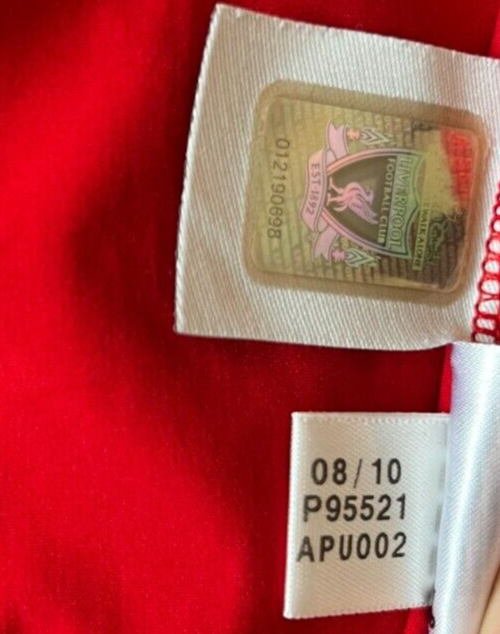 012190698
LIVERPOOL
FOOTBALL CLUB
EST·1892
08/10
P95521
APU002